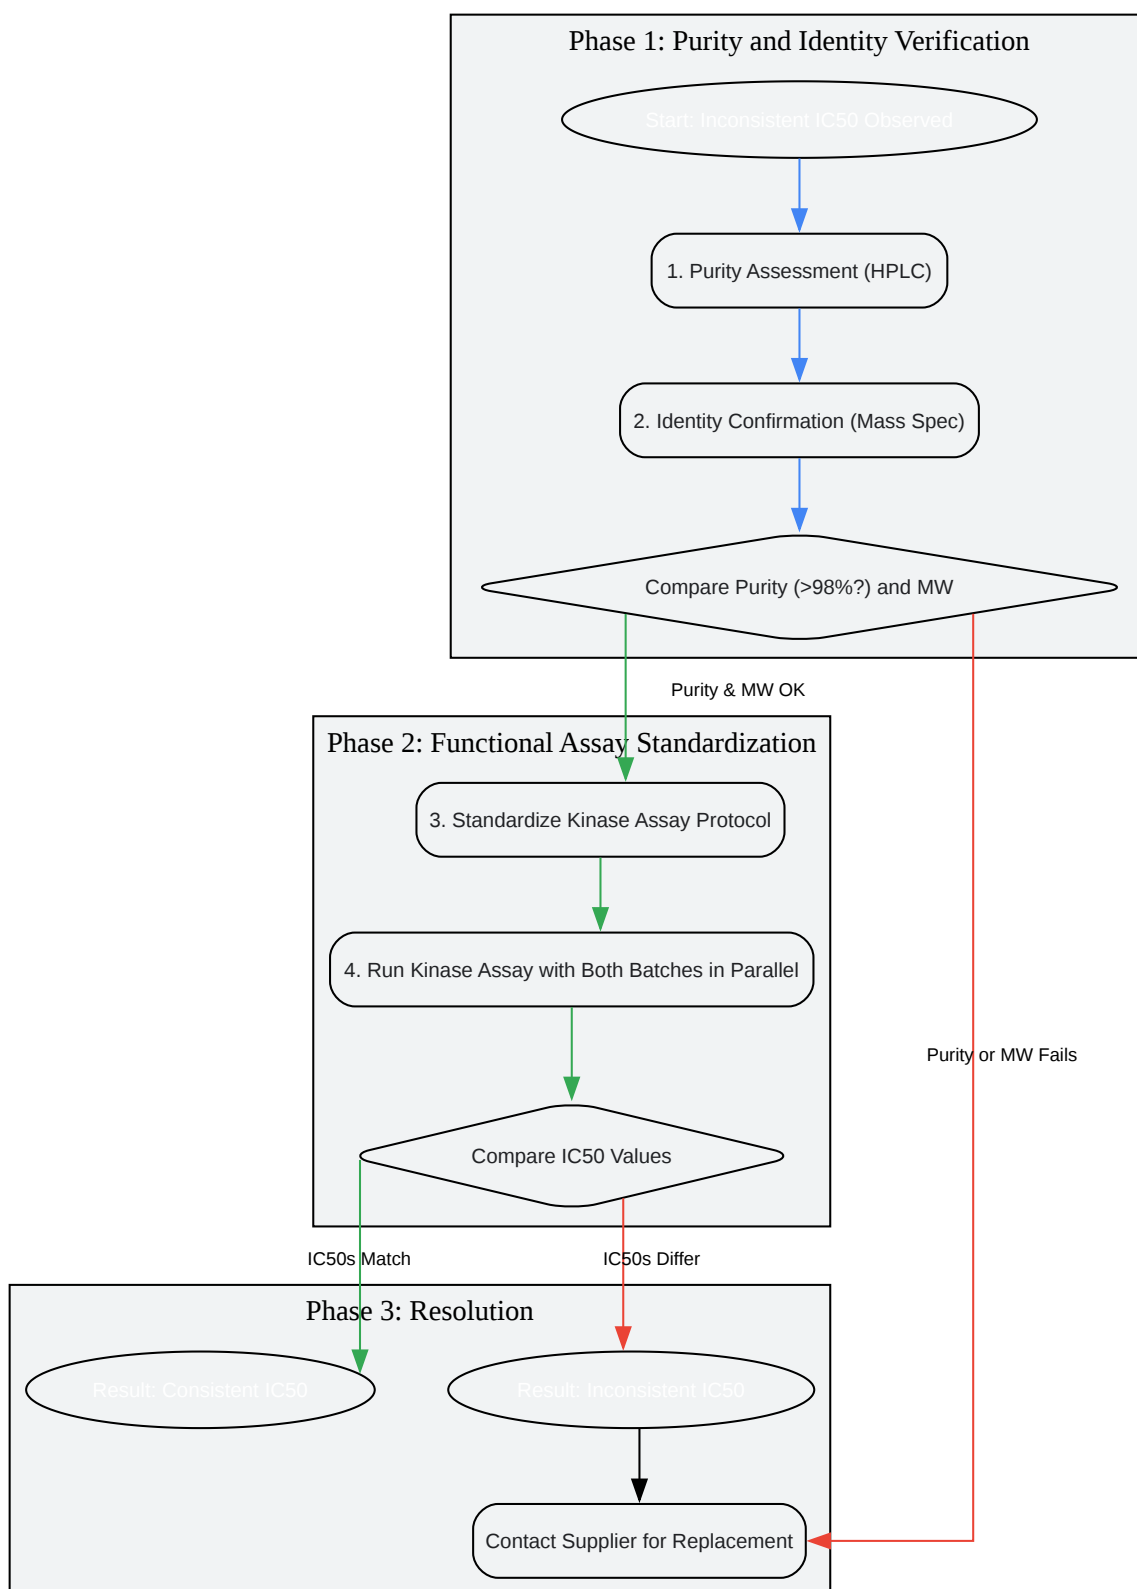 Phase 1: Purity and Identity Verification
Start: Inconsistent IC50 Observed
1. Purity Assessment (HPLC)
2. Identity Confirmation (Mass Spec)
Compare Purity (>98%?) and MW
Purity & MW OK
Phase 2: Functional Assay Standardization
3. Standardize Kinase Assay Protocol
4. Run Kinase Assay with Both Batches in Parallel
Purity or MW Fails
Compare IC50 Values
IC50s Match
IC50s Differ
Phase 3: Resolution
Result: Consistent IC50
Result: Inconsistent IC50
Contact Supplier for Replacement